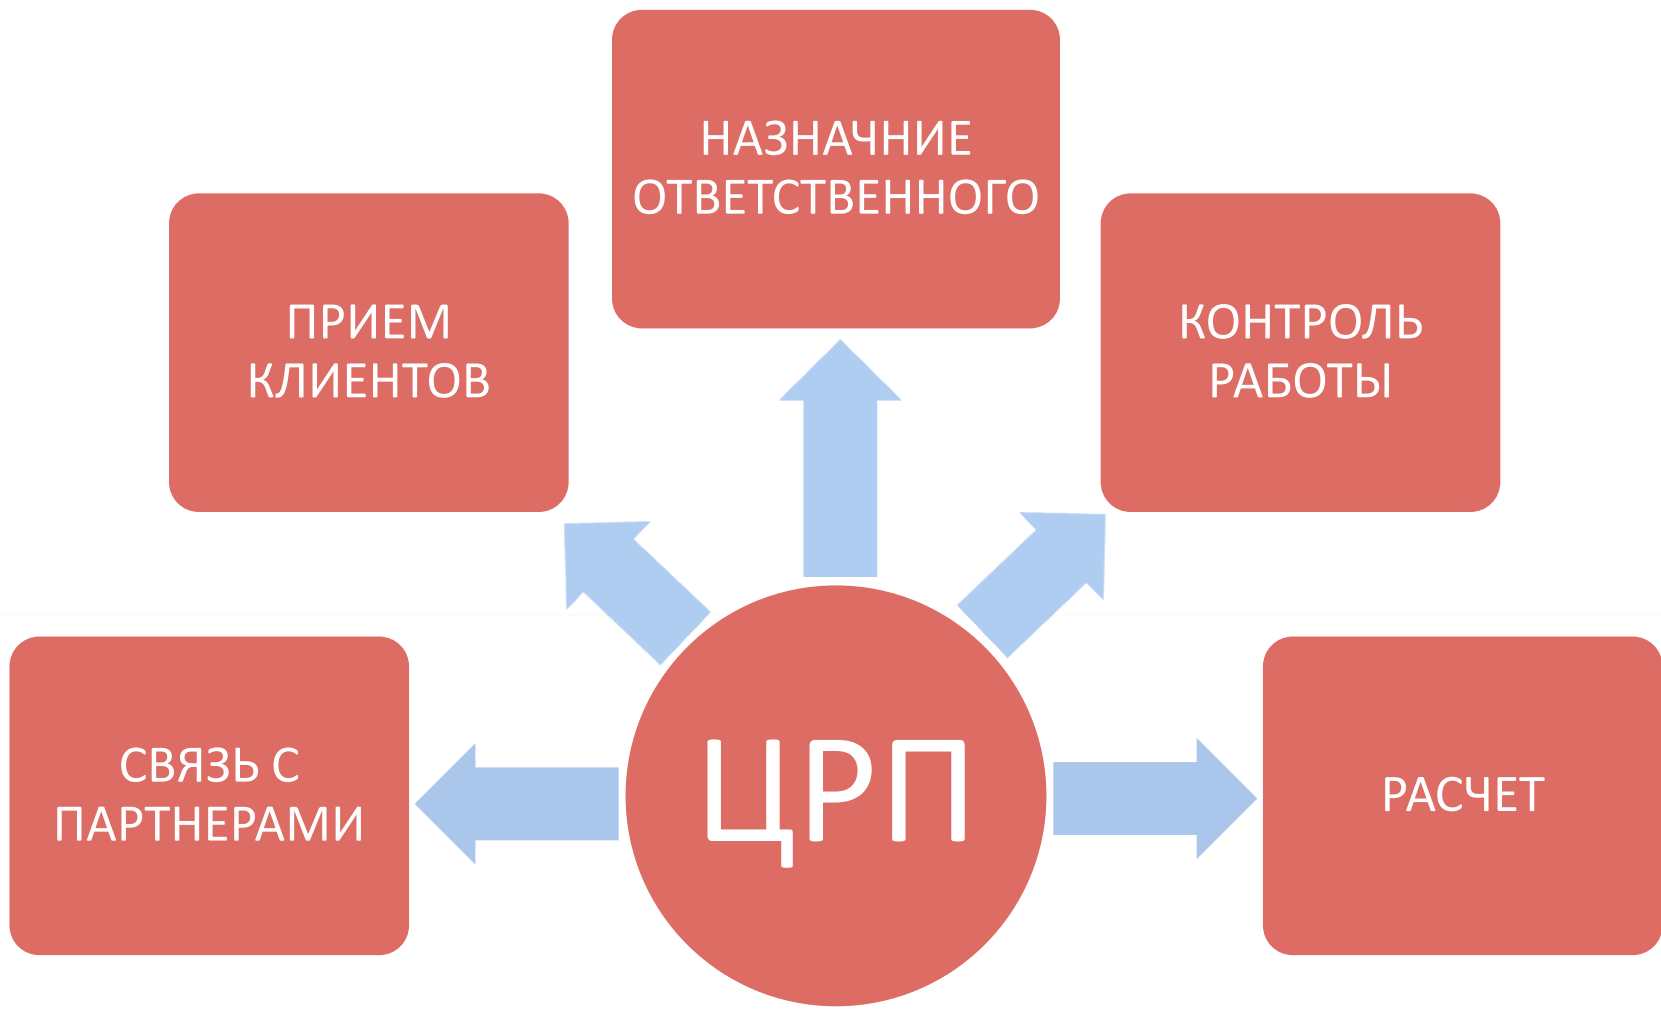 НАЗНАЧНИЕ
ОТВЕТСТВЕННОГО
ПРИЕМ
КЛИЕНТОВ
КОНТРОЛЬ
РАБОТЫ
СВЯЗЬ С
ПАРТНЕРАМИ
ЦРП
РАСЧЕТ